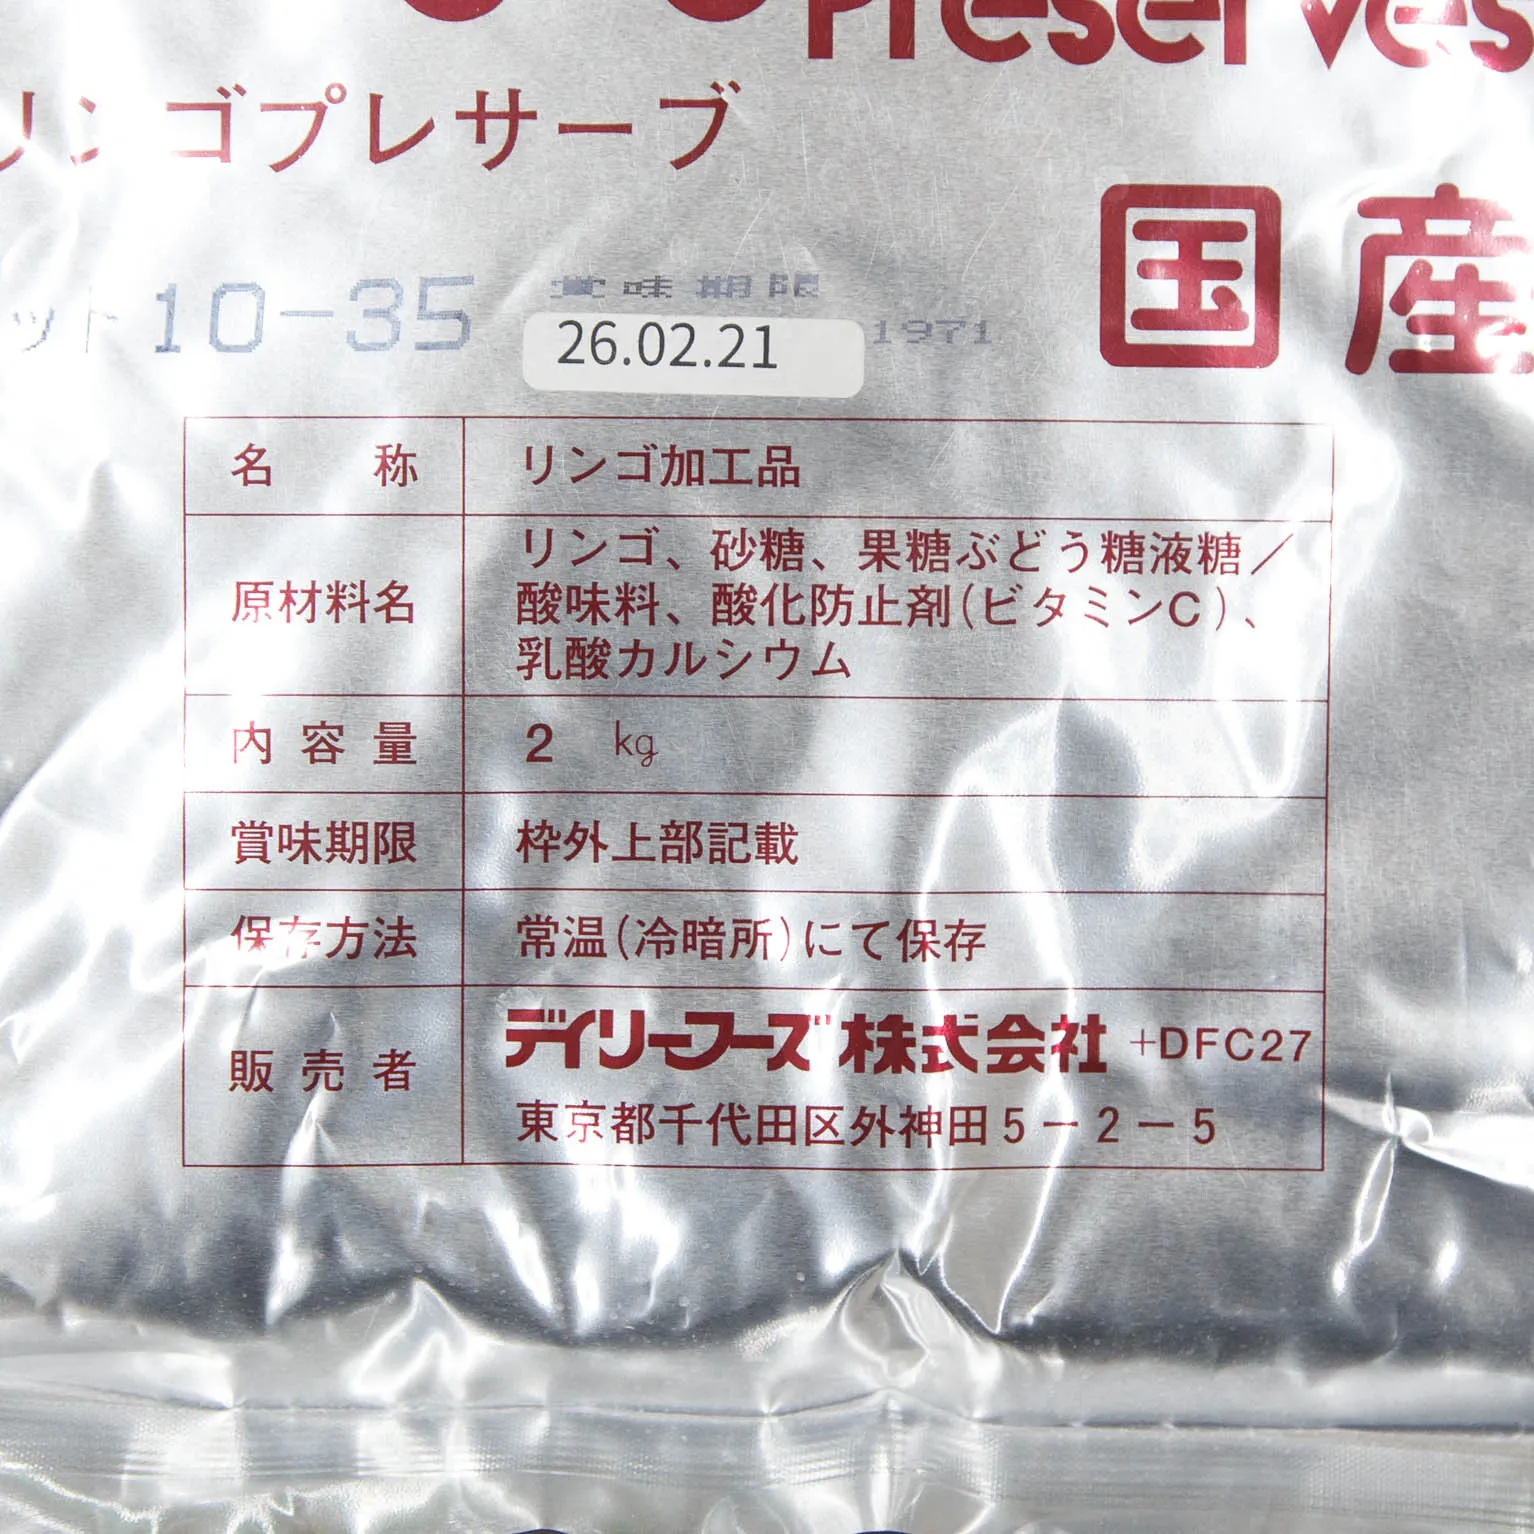 Preserves
リンゴプレサーブ
国産
ット10-35
賞味期限
26.02.21
1971
名称 リンゴ加工品
原材料名 リンゴ、砂糖、果糖ぶどう糖液糖／
酸味料、酸化防止剤(ビタミンC)、
乳酸カルシウム
内容量 2 kg
賞味期限 枠外上部記載
保存方法 常温(冷暗所)にて保存
販売者 デイリーフーズ株式会社 +DFC27
東京都千代田区外神田5-2-5